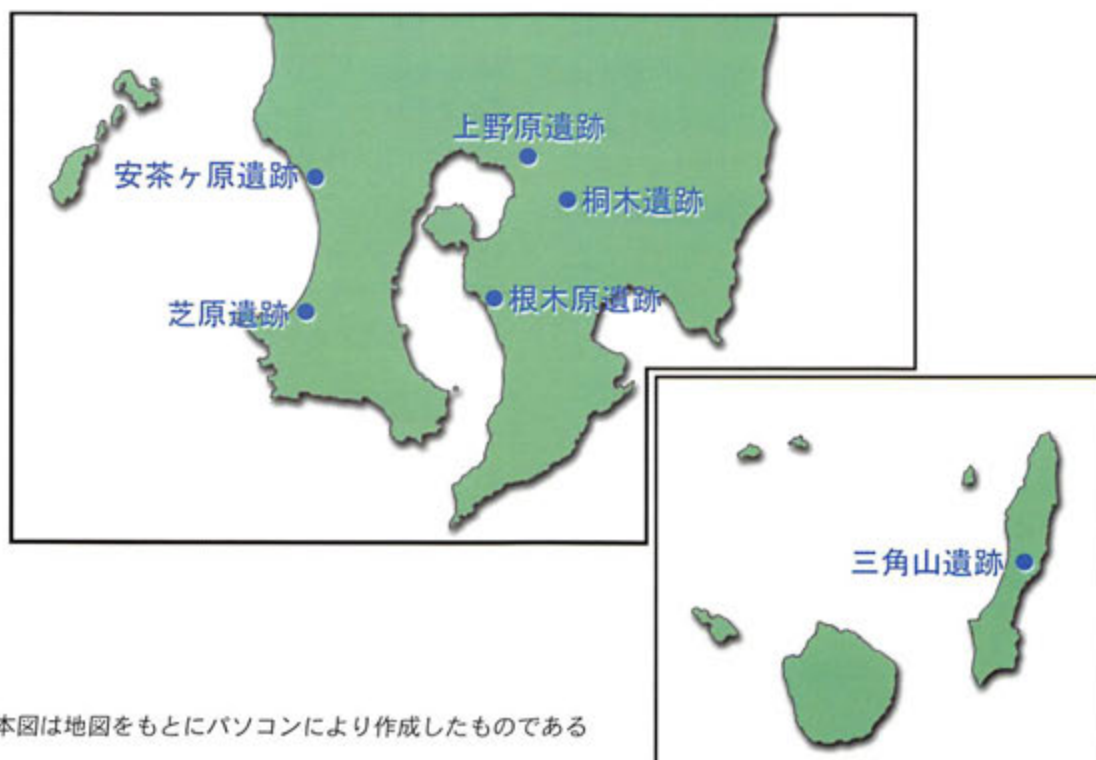 上野原遺跡
安茶ヶ原遺跡
桐木遺跡
根木原遺跡
芝原遺跡
三角山遺跡
本図は地図をもとにパソコンにより作成したものである